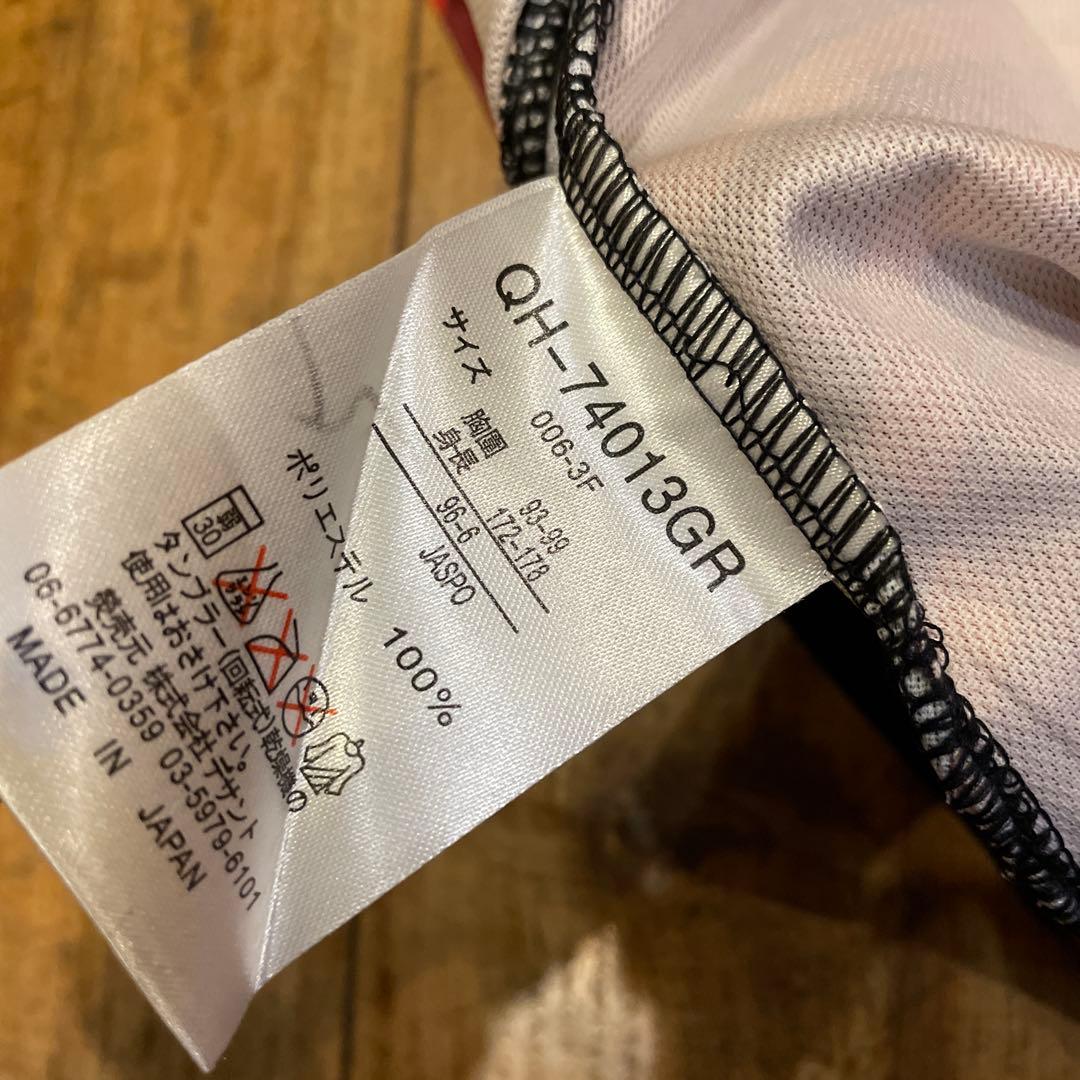 QH-74013GR
サイズ 006-3F
胸囲 93-99
身長 172-178
96-6 JASPO
ポリエステル 100%
弱
30
タンブラー(回転式)乾燥機の
使用はおさけ下さい。
発売元 株式会社デサント
06-6774-0359 03-5979-6101
MADE IN JAPAN